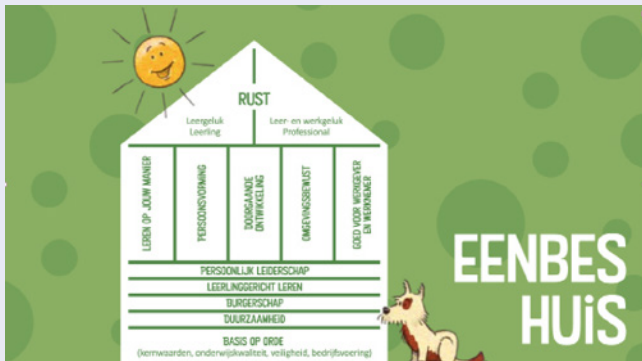 RUST
Leergeluk
Leerling
Leer- en werkgeluk
Professional
LEREN OP JOUW MANIER
PERSOONSVORMING
DOORGAANDE
ONTWIKKELING
OMGEVINGSBEWUST
GOED VOOR WERKGEVER
EN WERKNEMER
PERSOONLIJK LEIDERSCHAP
LEERLINGGERICHT LEREN
BURGERSCHAP
DUURZAAMHEID
BASIS OP ORDE
(kernwaarden, onderwijskwaliteit, veiligheid, bedrijfsvoering)
EENBES
HUiS